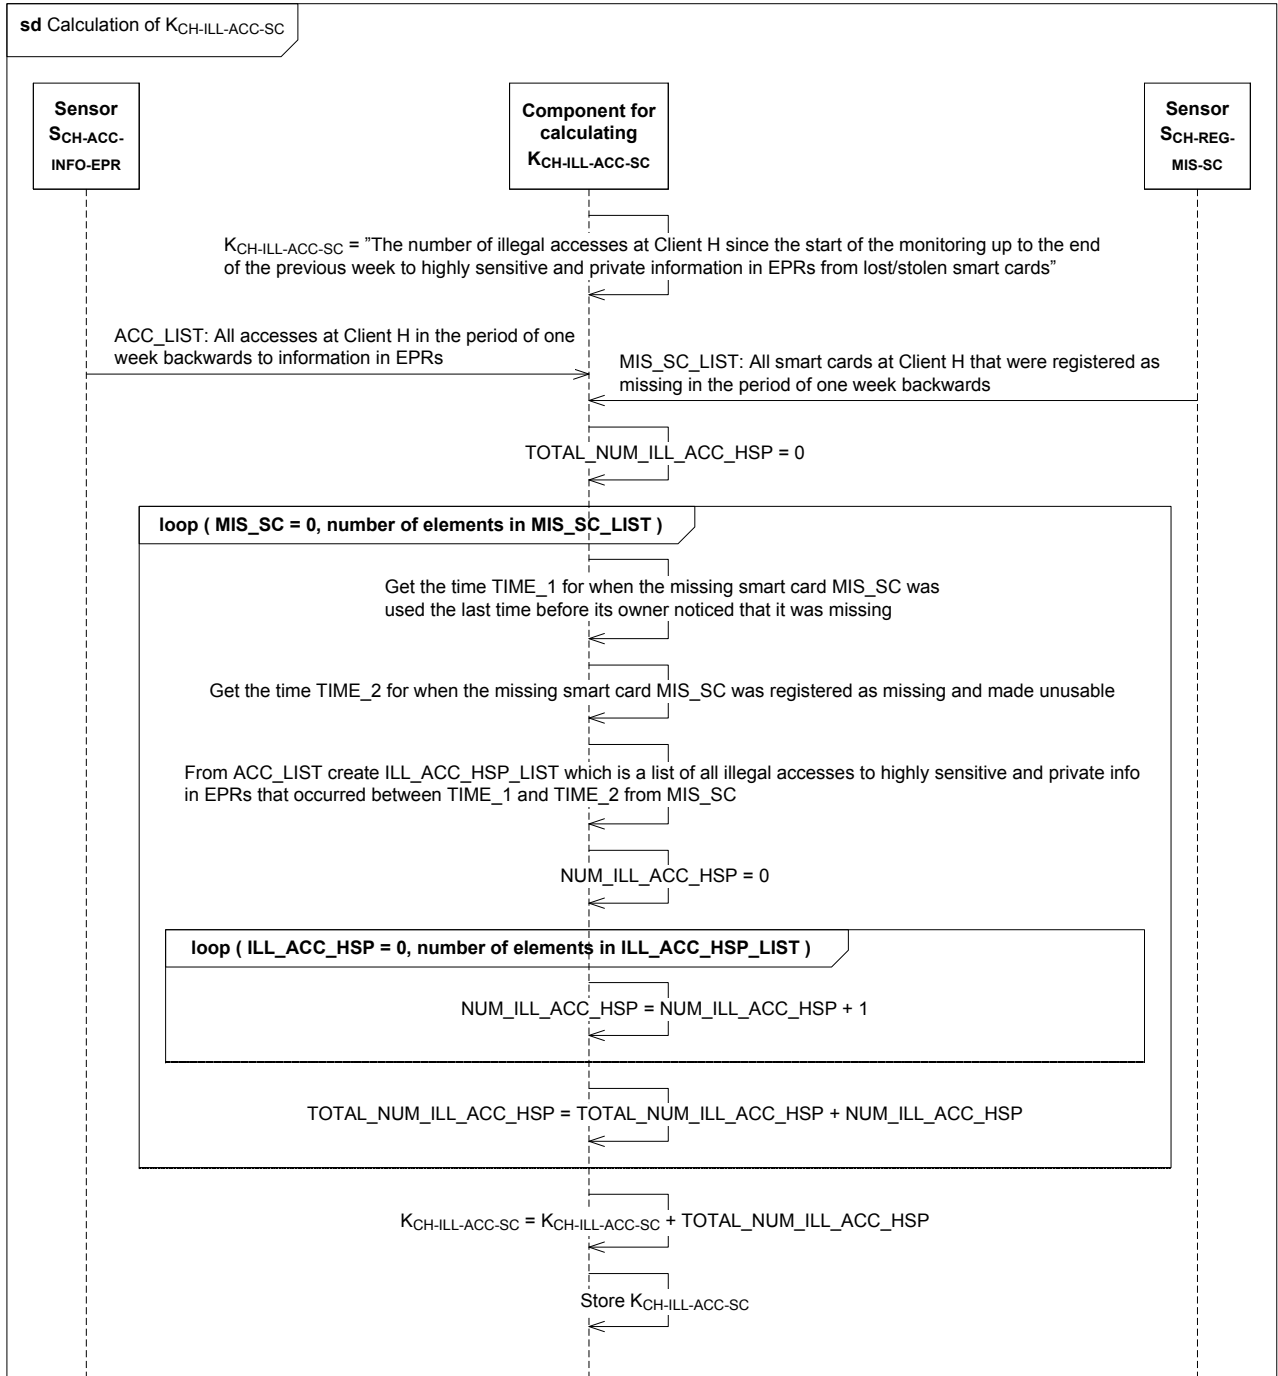 sd Calculation of KCH-ILL-ACC-SC
Sensor
SCH-ACC-
INFO-EPR
Component for
calculating
KCH-ILL-ACC-SC
Sensor
SCH-REG-
MIS-SC
KCH-ILL-ACC-SC = ”The number of illegal accesses at Client H since the start of the monitoring up to the end
of the previous week to highly sensitive and private information in EPRs from lost/stolen smart cards”
ACC_LIST: All accesses at Client H in the period of one
week backwards to information in EPRs
MIS_SC_LIST: All smart cards at Client H that were registered as
missing in the period of one week backwards
TOTAL_NUM_ILL_ACC_HSP = 0
loop ( MIS_SC = 0, number of elements in MIS_SC_LIST )
Get the time TIME_1 for when the missing smart card MIS_SC was
used the last time before its owner noticed that it was missing
Get the time TIME_2 for when the missing smart card MIS_SC was registered as missing and made unusable
From ACC_LIST create ILL_ACC_HSP_LIST which is a list of all illegal accesses to highly sensitive and private info
in EPRs that occurred between TIME_1 and TIME_2 from MIS_SC
NUM_ILL_ACC_HSP = 0
loop ( ILL_ACC_HSP = 0, number of elements in ILL_ACC_HSP_LIST )
NUM_ILL_ACC_HSP = NUM_ILL_ACC_HSP + 1
TOTAL_NUM_ILL_ACC_HSP = TOTAL_NUM_ILL_ACC_HSP + NUM_ILL_ACC_HSP
KCH-ILL-ACC-SC = KCH-ILL-ACC-SC + TOTAL_NUM_ILL_ACC_HSP
Store KCH-ILL-ACC-SC